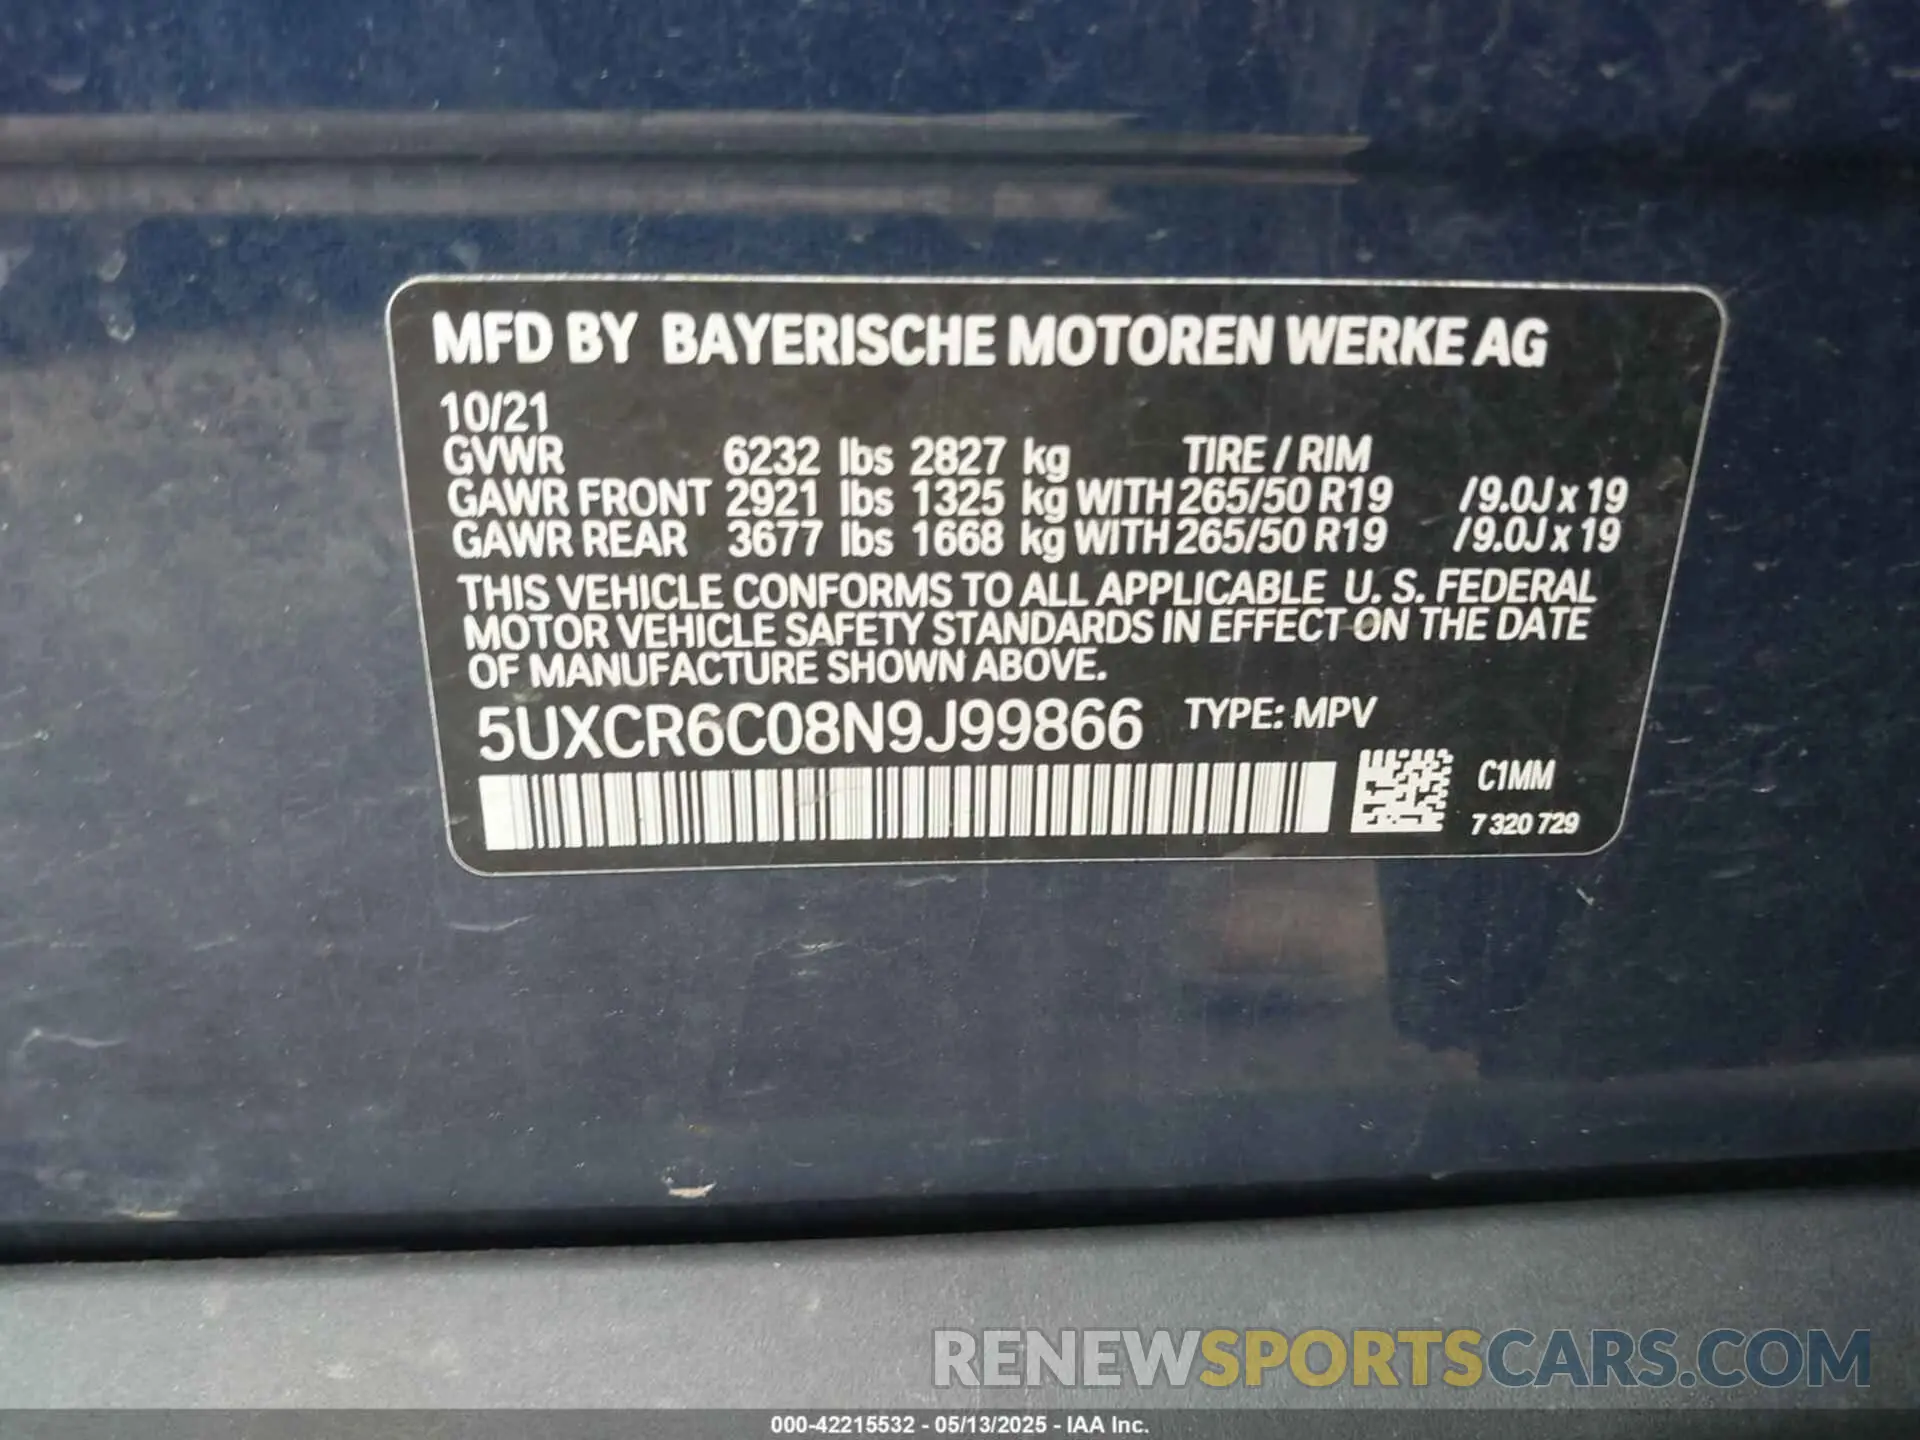 MFD BY BAYERISCHE MOTOREN WERKE AG
10/21
GVWR 6232 lbs 2827 kg TIRE / RIM
GAWR FRONT 2921 lbs 1325 kg WITH 265/50 R19 /9.0J x 19
GAWR REAR 3677 lbs 1668 kg WITH 265/50 R19 /9.0J x 19
THIS VEHICLE CONFORMS TO ALL APPLICABLE U. S. FEDERAL
MOTOR VEHICLE SAFETY STANDARDS IN EFFECT ON THE DATE
OF MANUFACTURE SHOWN ABOVE.
5UXCR6C08N9J99866 TYPE: MPV
C1MM
7 320 729
RENEWSPORTSCARS.COM
000-42215532 - 05/13/2025 - IAA Inc.